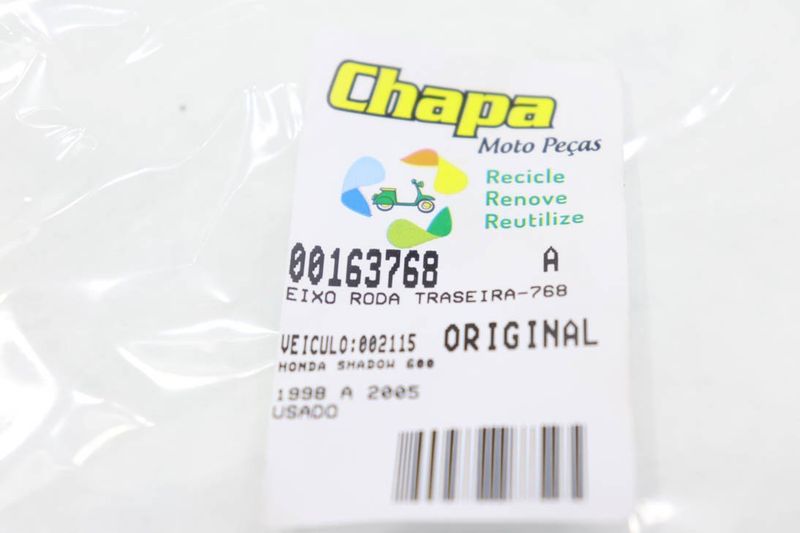 Chapa
Moto Peças
Recicle
Renove
Reutilize
00163768 A
EIXO RODA TRASEIRA-768
VEICULO:002115 ORIGINAL
HONDA SHADOW 600
1998 A 2005
USADO